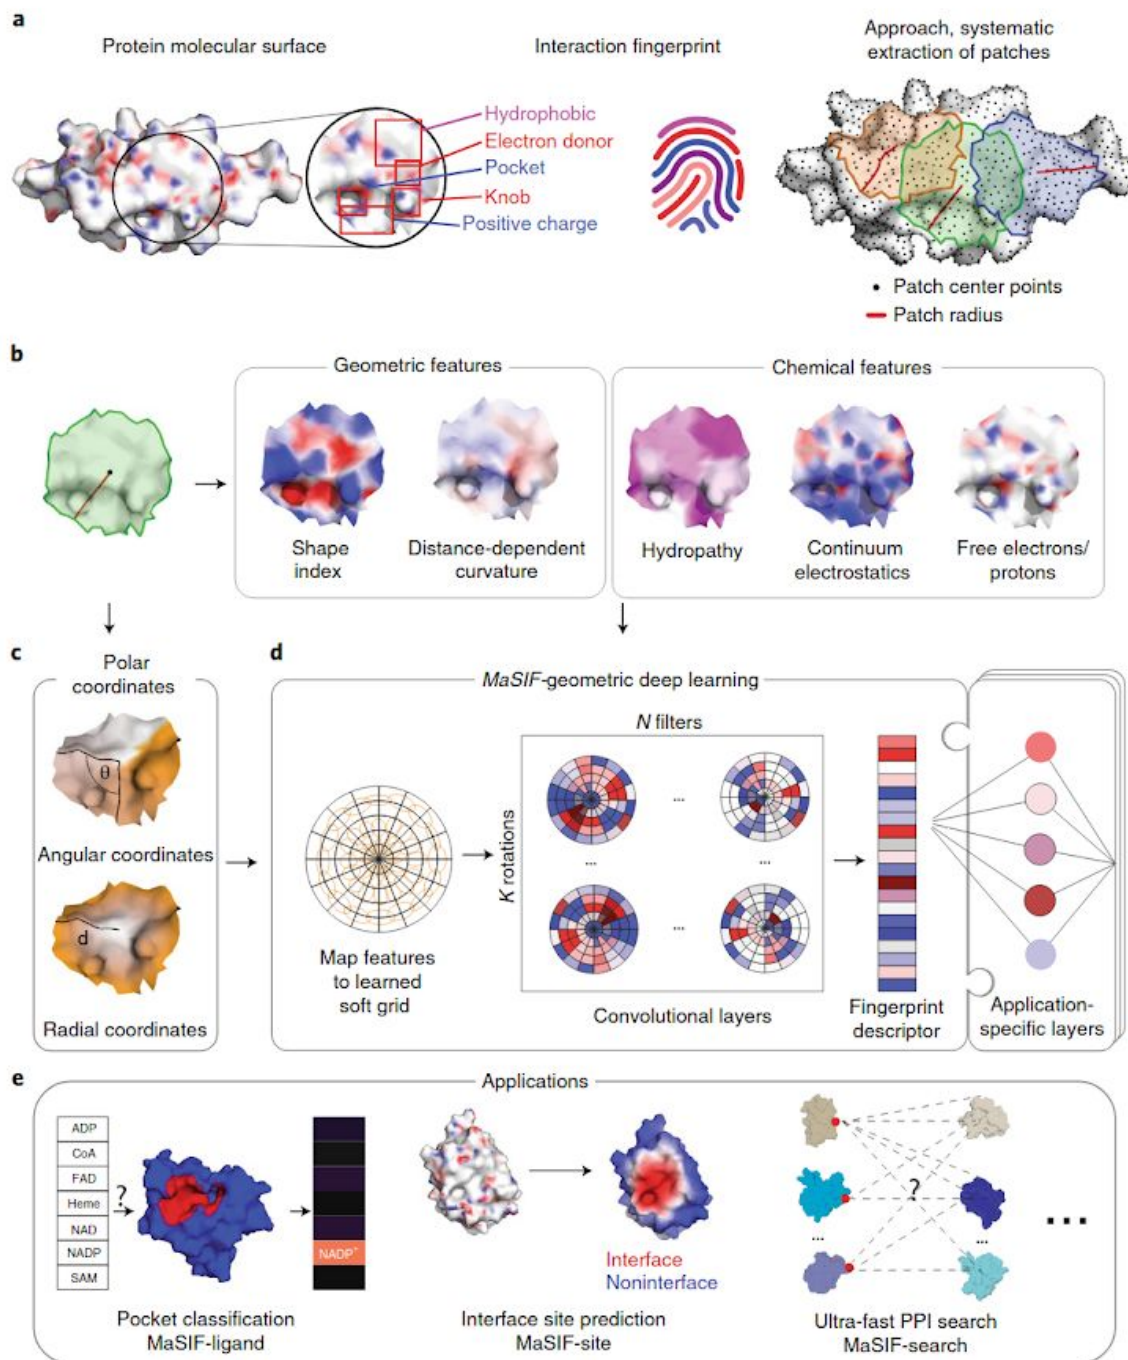 a
Protein molecular surface
Interaction fingerprint
Approach, systematic
extraction of patches
Hydrophobic
Electron donor
Pocket
Knob
Positive charge
Patch center points
Patch radius
b
Geometric features
Chemical features
Shape
index
Distance-dependent
curvature
Hydropathy
Continuum
electrostatics
Free electrons/
protons
c
Polar
coordinates
θ
Angular coordinates
d
Radial coordinates
d
MaSIF-geometric deep learning
N filters
K rotations
...
...
...
...
Map features
to learned
soft grid
Convolutional layers
Fingerprint
descriptor
Application-
specific layers
e
Applications
ADP
CoA
FAD
Heme
NAD
NADP
SAM
?
NADP+
Pocket classification
MaSIF-ligand
Interface
Noninterface
Interface site prediction
MaSIF-site
?
...
...
...
Ultra-fast PPI search
MaSIF-search